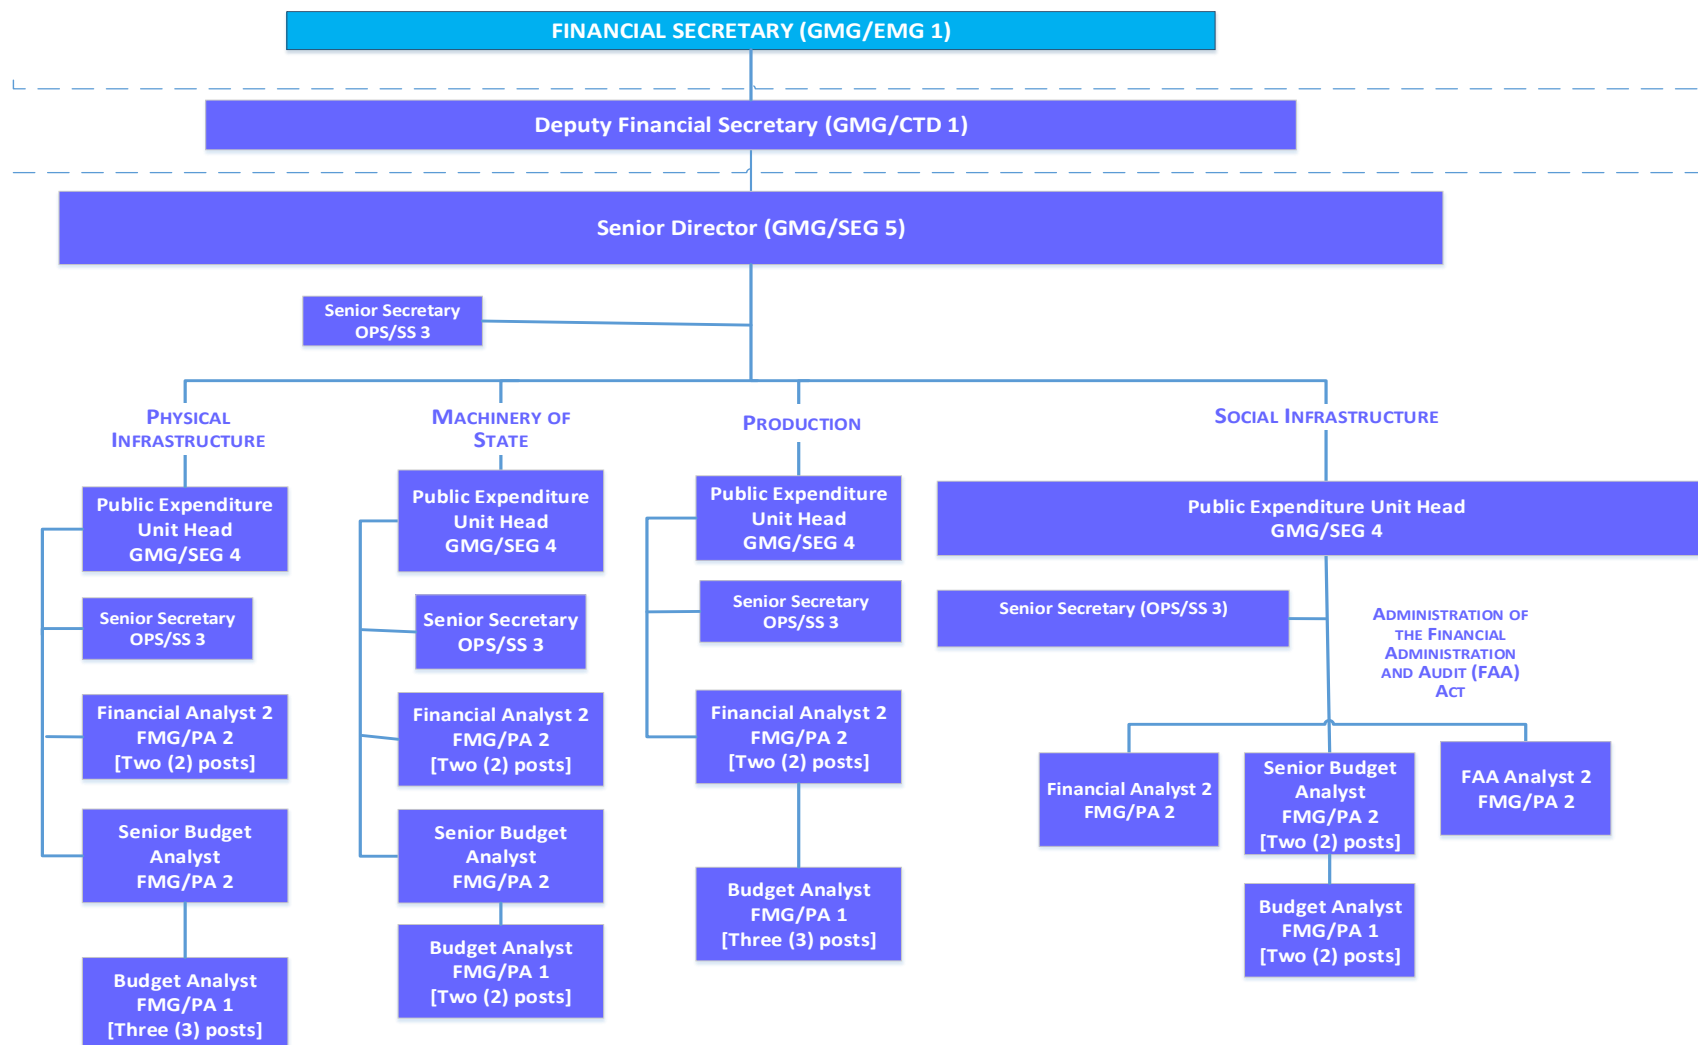 FINANCIAL SECRETARY (GMG/EMG 1)
Deputy Financial Secretary (GMG/CTD 1)
Senior Director (GMG/SEG 5)
Senior Secretary
OPS/SS 3
PHYSICAL
INFRASTRUCTURE
Public Expenditure
Unit Head
GMG/SEG 4
Senior Secretary
OPS/SS 3
Financial Analyst 2
FMG/PA 2
[Two (2) posts]
Senior Budget
Analyst
FMG/PA 2
Budget Analyst
FMG/PA 1
[Three (3) posts]
MACHINERY OF
STATE
Public Expenditure
Unit Head
GMG/SEG 4
Senior Secretary
OPS/SS 3
Financial Analyst 2
FMG/PA 2
[Two (2) posts]
Senior Budget
Analyst
FMG/PA 2
Budget Analyst
FMG/PA 1
[Two (2) posts]
PRODUCTION
Public Expenditure
Unit Head
GMG/SEG 4
Senior Secretary
OPS/SS 3
Financial Analyst 2
FMG/PA 2
[Two (2) posts]
Budget Analyst
FMG/PA 1
[Three (3) posts]
SOCIAL INFRASTRUCTURE
Public Expenditure Unit Head
GMG/SEG 4
Senior Secretary (OPS/SS 3)
ADMINISTRATION OF
THE FINANCIAL
ADMINISTRATION
AND AUDIT (FAA)
ACT
Financial Analyst 2
FMG/PA 2
Senior Budget
Analyst
FMG/PA 2
[Two (2) posts]
FAA Analyst 2
FMG/PA 2
Budget Analyst
FMG/PA 1
[Two (2) posts]